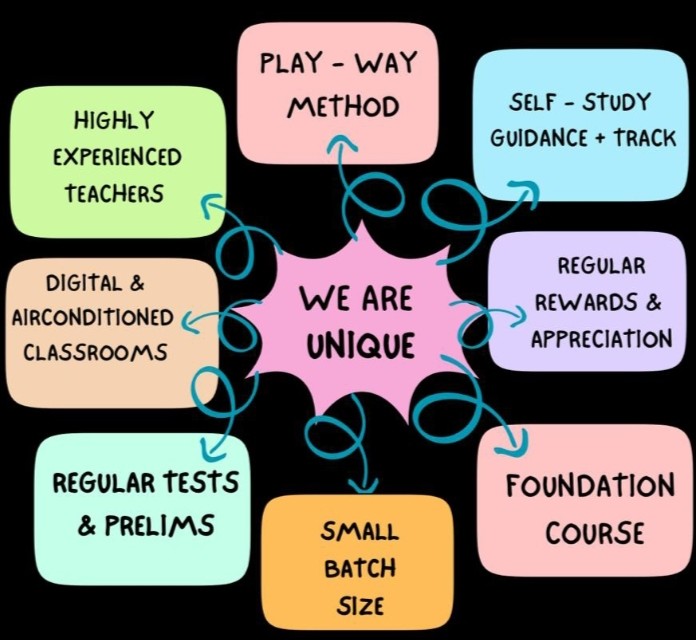 PLAY - WAY
METHOD
SELF - STUDY
GUIDANCE + TRACK
HIGHLY
EXPERIENCED
TEACHERS
REGULAR
REWARDS &
APPRECIATION
DIGITAL &
AIRCONDITIONED
CLASSROOMS
WE ARE
UNIQUE
REGULAR TESTS
& PRELIMS
FOUNDATION
COURSE
SMALL
BATCH
SIZE